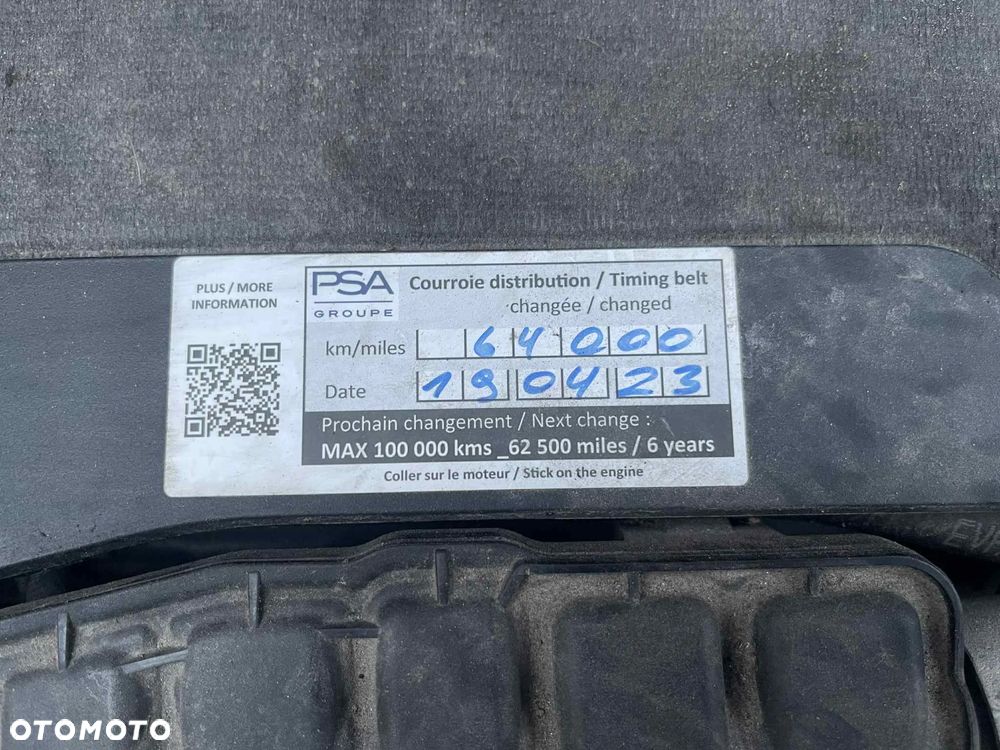 PLUS / MORE
INFORMATION
PSA
GROUPE
Courroie distribution / Timing belt
changée / changed
km/miles 64000
Date 190423
Prochain changement / Next change :
MAX 100 000 kms _62 500 miles / 6 years
Coller sur le moteur / Stick on the engine
OTOMOTO